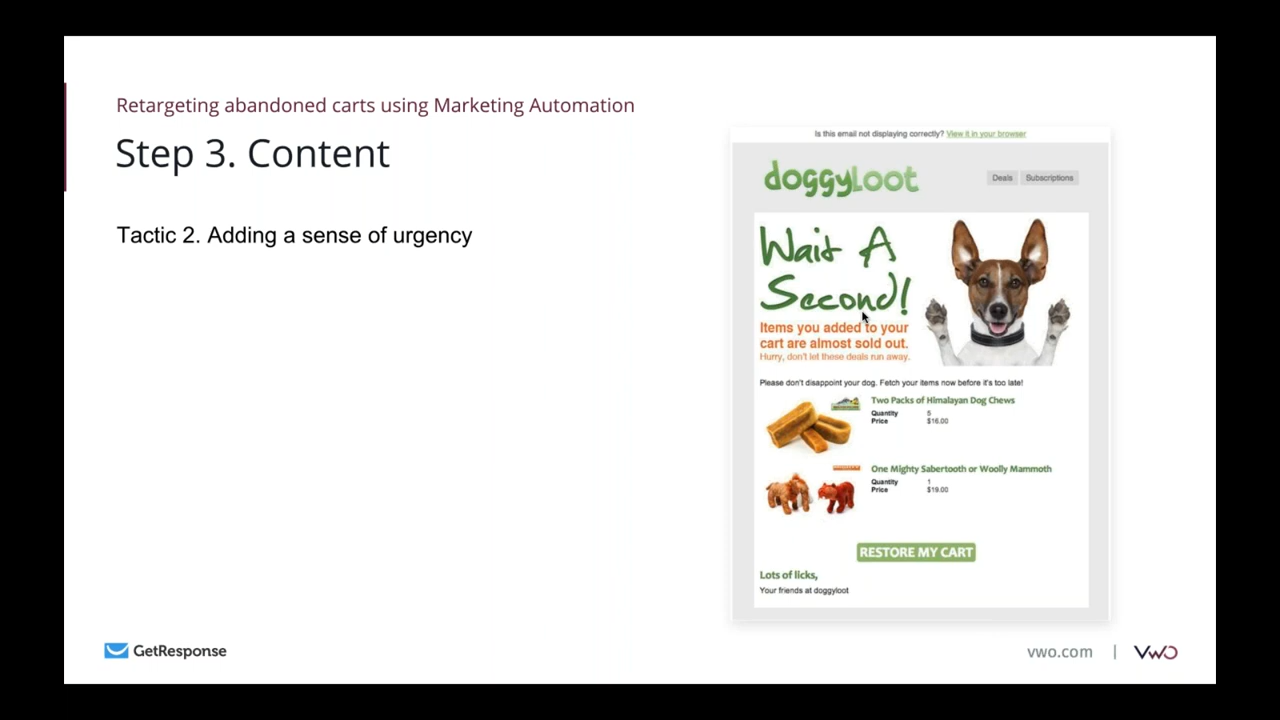 Retargeting abandoned carts using Marketing Automation
Step 3. Content
Tactic 2. Adding a sense of urgency
Is this email not displaying correctly? View it in your browser
doggyloot
Deals Subscriptions
Wait A
Second!
Items you added to your
cart are almost sold out.
Hurry, don't let these deals run away.
Please don't disappoint your dog. Fetch your items now before it's too late!
Two Packs of Himalayan Dog Chews
Quantity 5
Price $16.00
One Mighty Sabertooth or Woolly Mammoth
Quantity 1
Price $19.00
RESTORE MY CART
Lots of licks,
Your friends at doggyloot
GetResponse
vwo.com | VWO